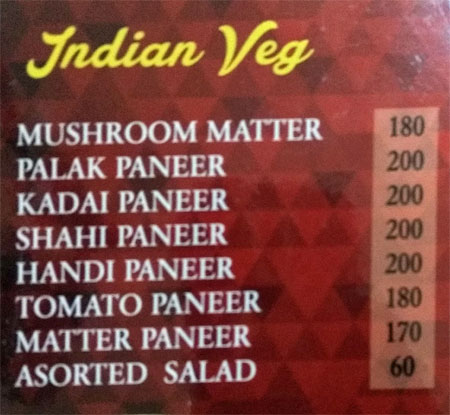 Indian Veg
MUSHROOM MATTER 180
PALAK PANEER 200
KADAI PANEER 200
SHAHI PANEER 200
HANDI PANEER 200
TOMATO PANEER 180
MATTER PANEER 170
ASORTED SALAD 60